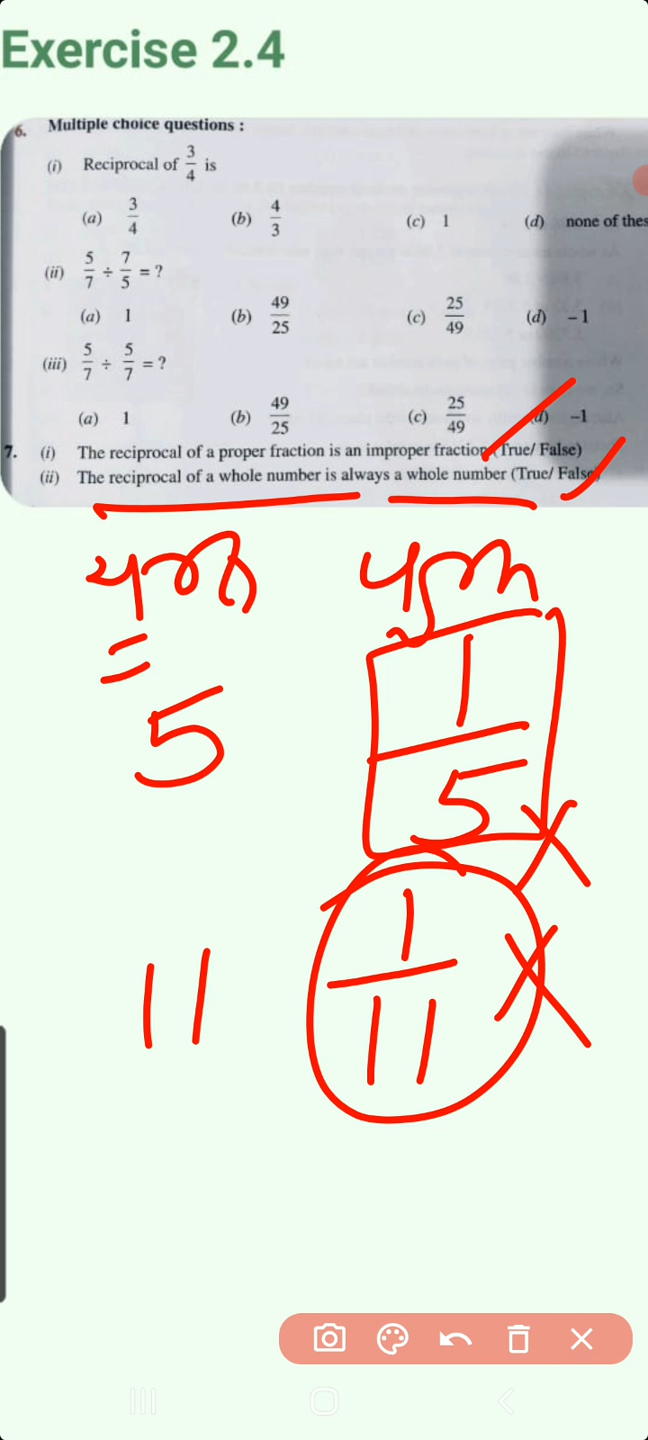 Exercise 2.4
6. Multiple choice questions :
(i) Reciprocal of 3/4 is
(a) 3/4 (b) 4/3 (c) 1 (d) none of thes
(ii) 5/7 ÷ 7/5 = ?
(a) 1 (b) 49/25 (c) 25/49 (d) −1
(iii) 5/7 ÷ 5/7 = ?
(a) 1 (b) 49/25 (c) 25/49 (d) −1
7. (i) The reciprocal of a proper fraction is an improper fraction (True/ False)
(ii) The reciprocal of a whole number is always a whole number (True/ False)
=
5 1/5 ×
11 1/11 ×